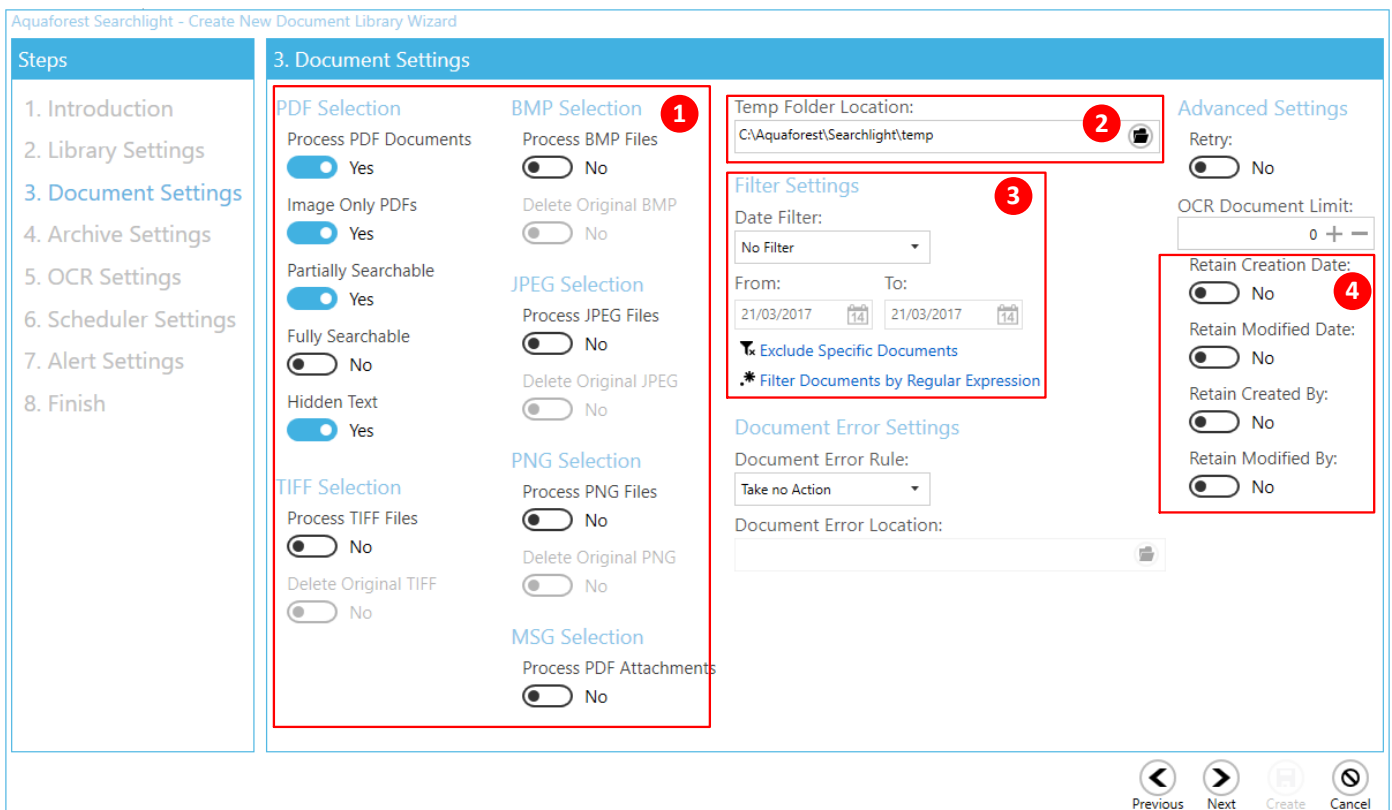 Aquaforest Searchlight - Create New Document Library Wizard
Steps
1. Introduction
2. Library Settings
3. Document Settings
4. Archive Settings
5. OCR Settings
6. Scheduler Settings
7. Alert Settings
8. Finish
3. Document Settings
PDF Selection
Process PDF Documents
Yes
Image Only PDFs
Yes
Partially Searchable
Yes
Fully Searchable
No
Hidden Text
Yes
TIFF Selection
Process TIFF Files
No
Delete Original TIFF
No
BMP Selection
1
Process BMP Files
No
Delete Original BMP
No
JPEG Selection
Process JPEG Files
No
Delete Original JPEG
No
PNG Selection
Process PNG Files
No
Delete Original PNG
No
MSG Selection
Process PDF Attachments
No
Temp Folder Location:
2
C:\Aquaforest\Searchlight\temp
Filter Settings
3
Date Filter:
No Filter
From: To:
21/03/2017 14 21/03/2017 14
Exclude Specific Documents
.* Filter Documents by Regular Expression
Document Error Settings
Document Error Rule:
Take no Action
Document Error Location:
Advanced Settings
Retry:
No
OCR Document Limit:
0 + −
Retain Creation Date:
No
4
Retain Modified Date:
No
Retain Created By:
No
Retain Modified By:
No
Previous Next Create Cancel